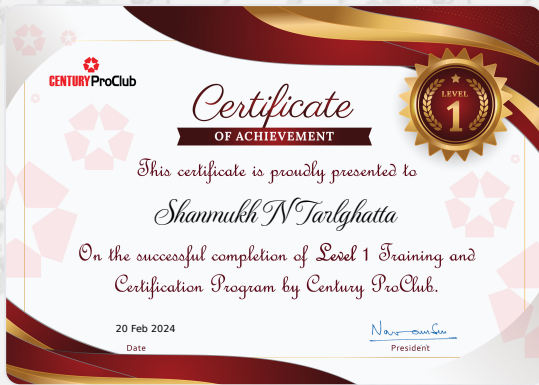 CENTURY ProClub
Certificate
OF ACHIEVEMENT
LEVEL
1
This certificate is proudly presented to
Shanmukh N Tarlghatta
On the successful completion of Level 1 Training and
Certification Program by Century ProClub.
20 Feb 2024
Date
President